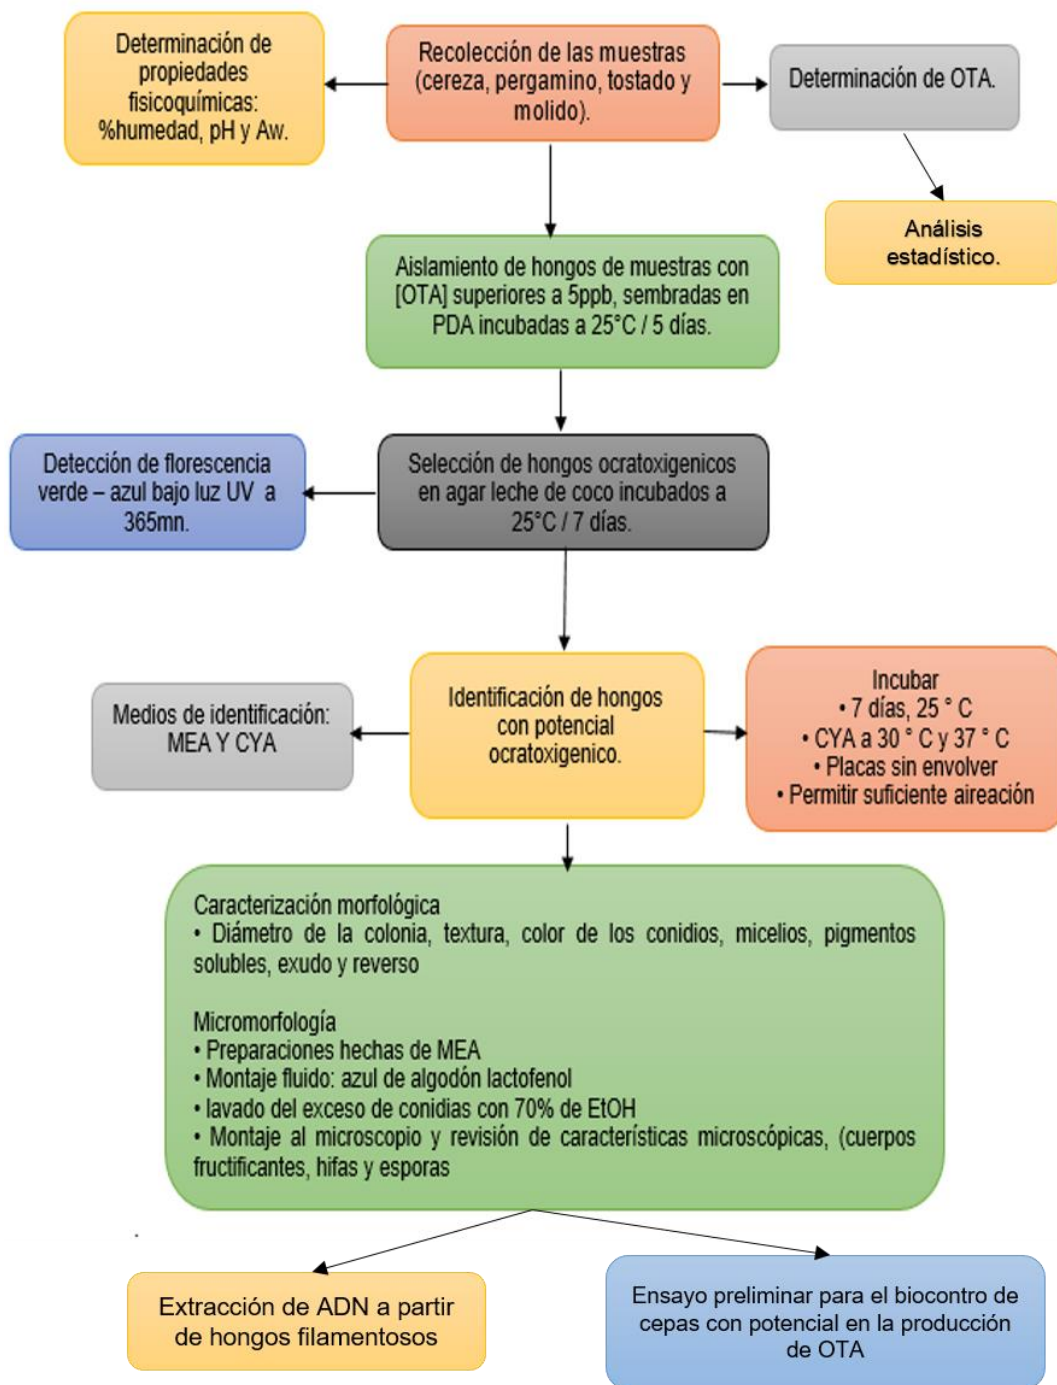 Determinación de
propiedades
fisicoquímicas:
%humedad, pH y Aw.
Recolección de las muestras
(cereza, pergamino, tostado y
molido).
Determinación de OTA.
Análisis
estadístico.
Aislamiento de hongos de muestras con
[OTA] superiores a 5ppb, sembradas en
PDA incubadas a 25°C / 5 días.
Detección de florescencia
verde – azul bajo luz UV a
365mn.
Selección de hongos ocratoxigenicos
en agar leche de coco incubados a
25°C / 7 días.
Medios de identificación:
MEA Y CYA
Identificación de hongos
con potencial
ocratoxigenico.
Incubar
• 7 días, 25 ° C
• CYA a 30 ° C y 37 ° C
• Placas sin envolver
• Permitir suficiente aireación
Caracterización morfológica
• Diámetro de la colonia, textura, color de los conidios, micelios, pigmentos
solubles, exudo y reverso
Micromorfología
• Preparaciones hechas de MEA
• Montaje fluido: azul de algodón lactofenol
• lavado del exceso de conidias con 70% de EtOH
• Montaje al microscopio y revisión de características microscópicas, (cuerpos
fructificantes, hifas y esporas
.
Extracción de ADN a partir
de hongos filamentosos
Ensayo preliminar para el biocontro de
cepas con potencial en la producción
de OTA